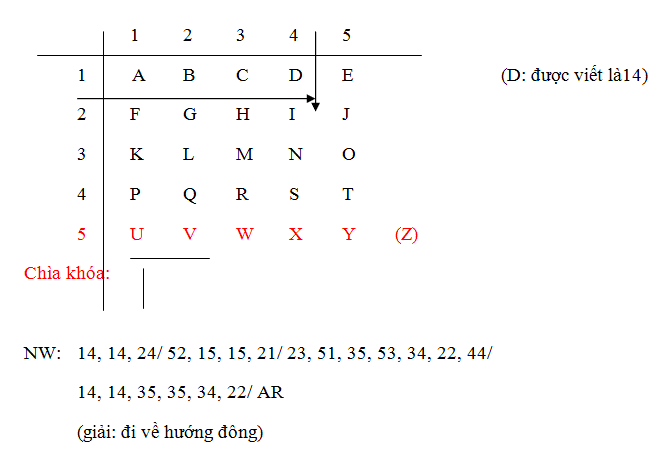 1 2 3 4 5
1 A B C D E (D: được viết là14)
2 F G H I J
3 K L M N O
4 P Q R S T
5 U V W X Y (Z)
Chìa khóa:
NW: 14, 14, 24/ 52, 15, 15, 21/ 23, 51, 35, 53, 34, 22, 44/
14, 14, 35, 35, 34, 22/ AR
(giải: đi về hướng đông)